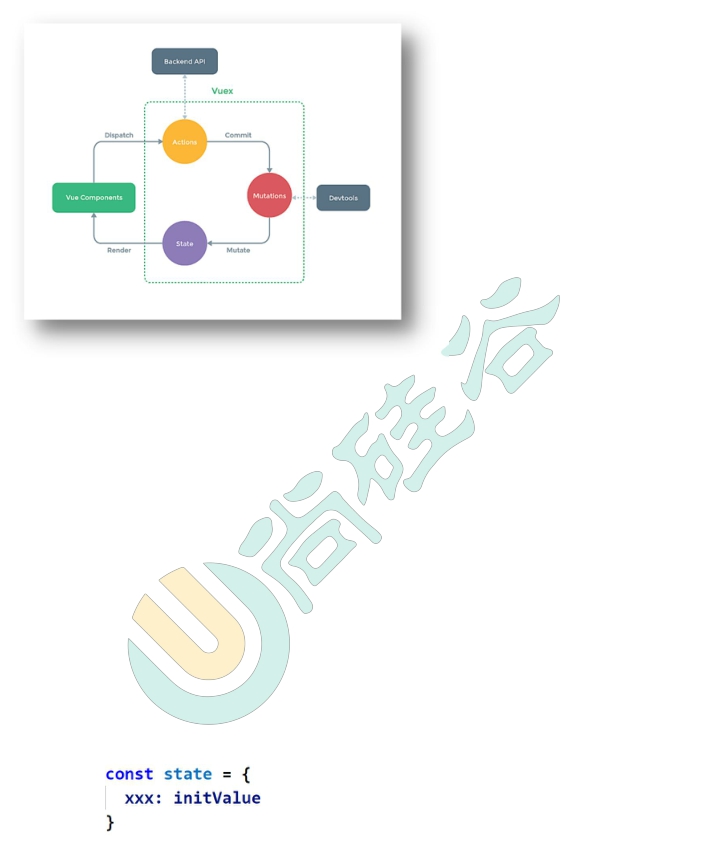 Backend API
Vuex
Dispatch
Actions
Commit
Vue Components
Mutations
Devtools
State
Render
Mutate
尚硅谷
const state = {
xxx: initValue
}